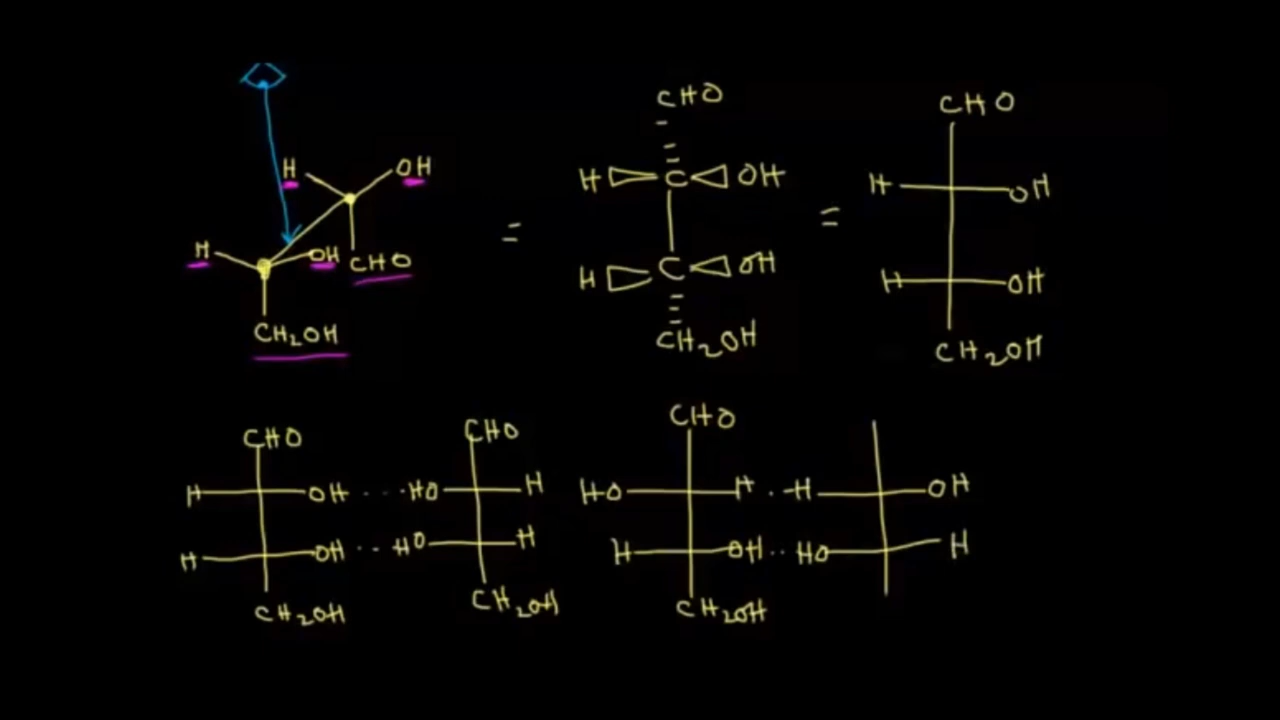 CHO CHO
H OH
H OH = H C OH = H OH
H OH CHO
H C OH H OH
CH₂OH CH₂OH CH₂OH
CHO CHO CHO
H OH ... HO H HO H .. H OH
H OH .. HO H H OH .. HO H
CH₂OH CH₂OH CH₂OH